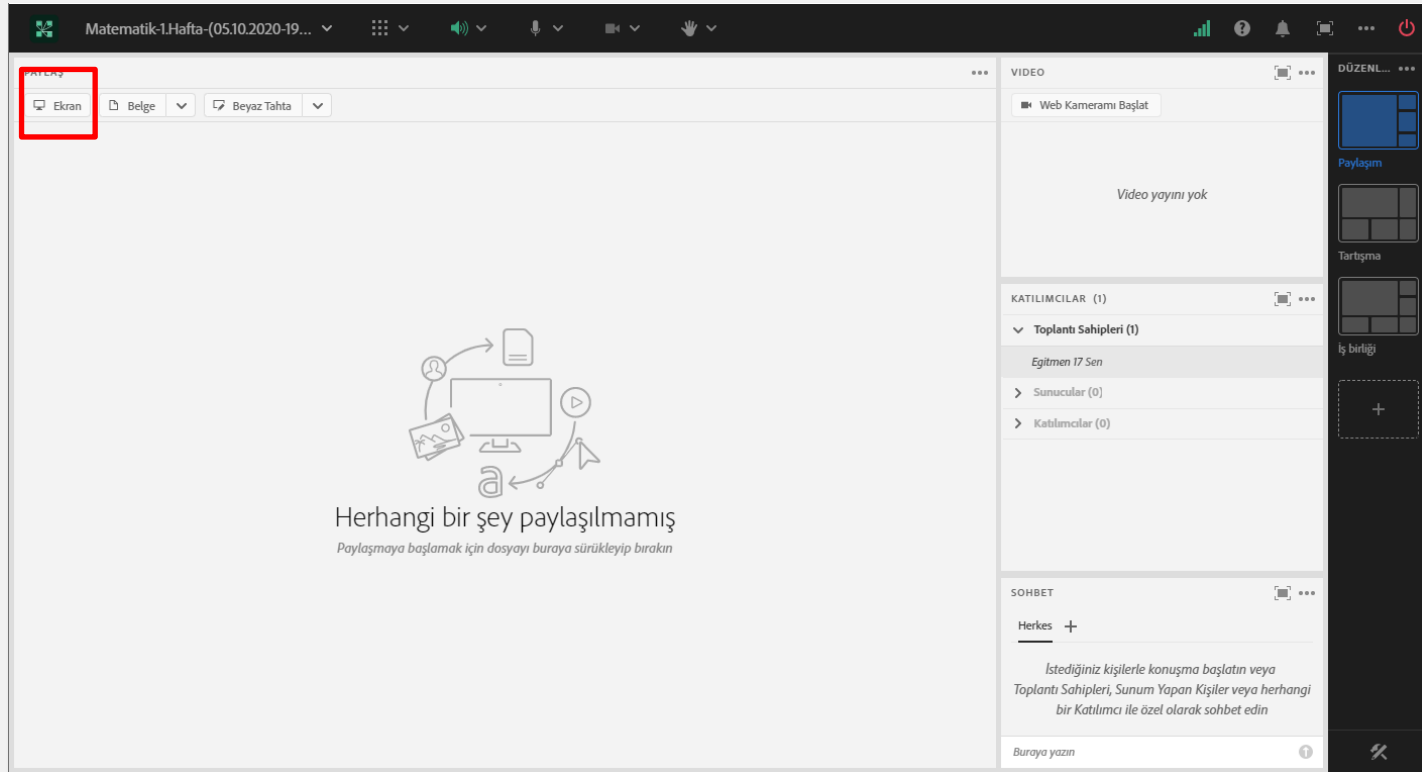 Matematik-1.Hafta-(05.10.2020-19...
PAYLAŞ
Ekran
Belge
Beyaz Tahta
Herhangi bir şey paylaşılmamış
Paylaşmaya başlamak için dosyayı buraya sürükleyip bırakın
VIDEO
Web Kameramı Başlat
Video yayını yok
KATILIMCILAR (1)
Toplantı Sahipleri (1)
Egitmen 17 Sen
Sunucular (0)
Katılımcılar (0)
SOHBET
Herkes
İstediğiniz kişilerle konuşma başlatın veya
Toplantı Sahipleri, Sunum Yapan Kişiler veya herhangi
bir Katılımcı ile özel olarak sohbet edin
Buraya yazın
DÜZENL...
Paylaşım
Tartışma
İş birliği